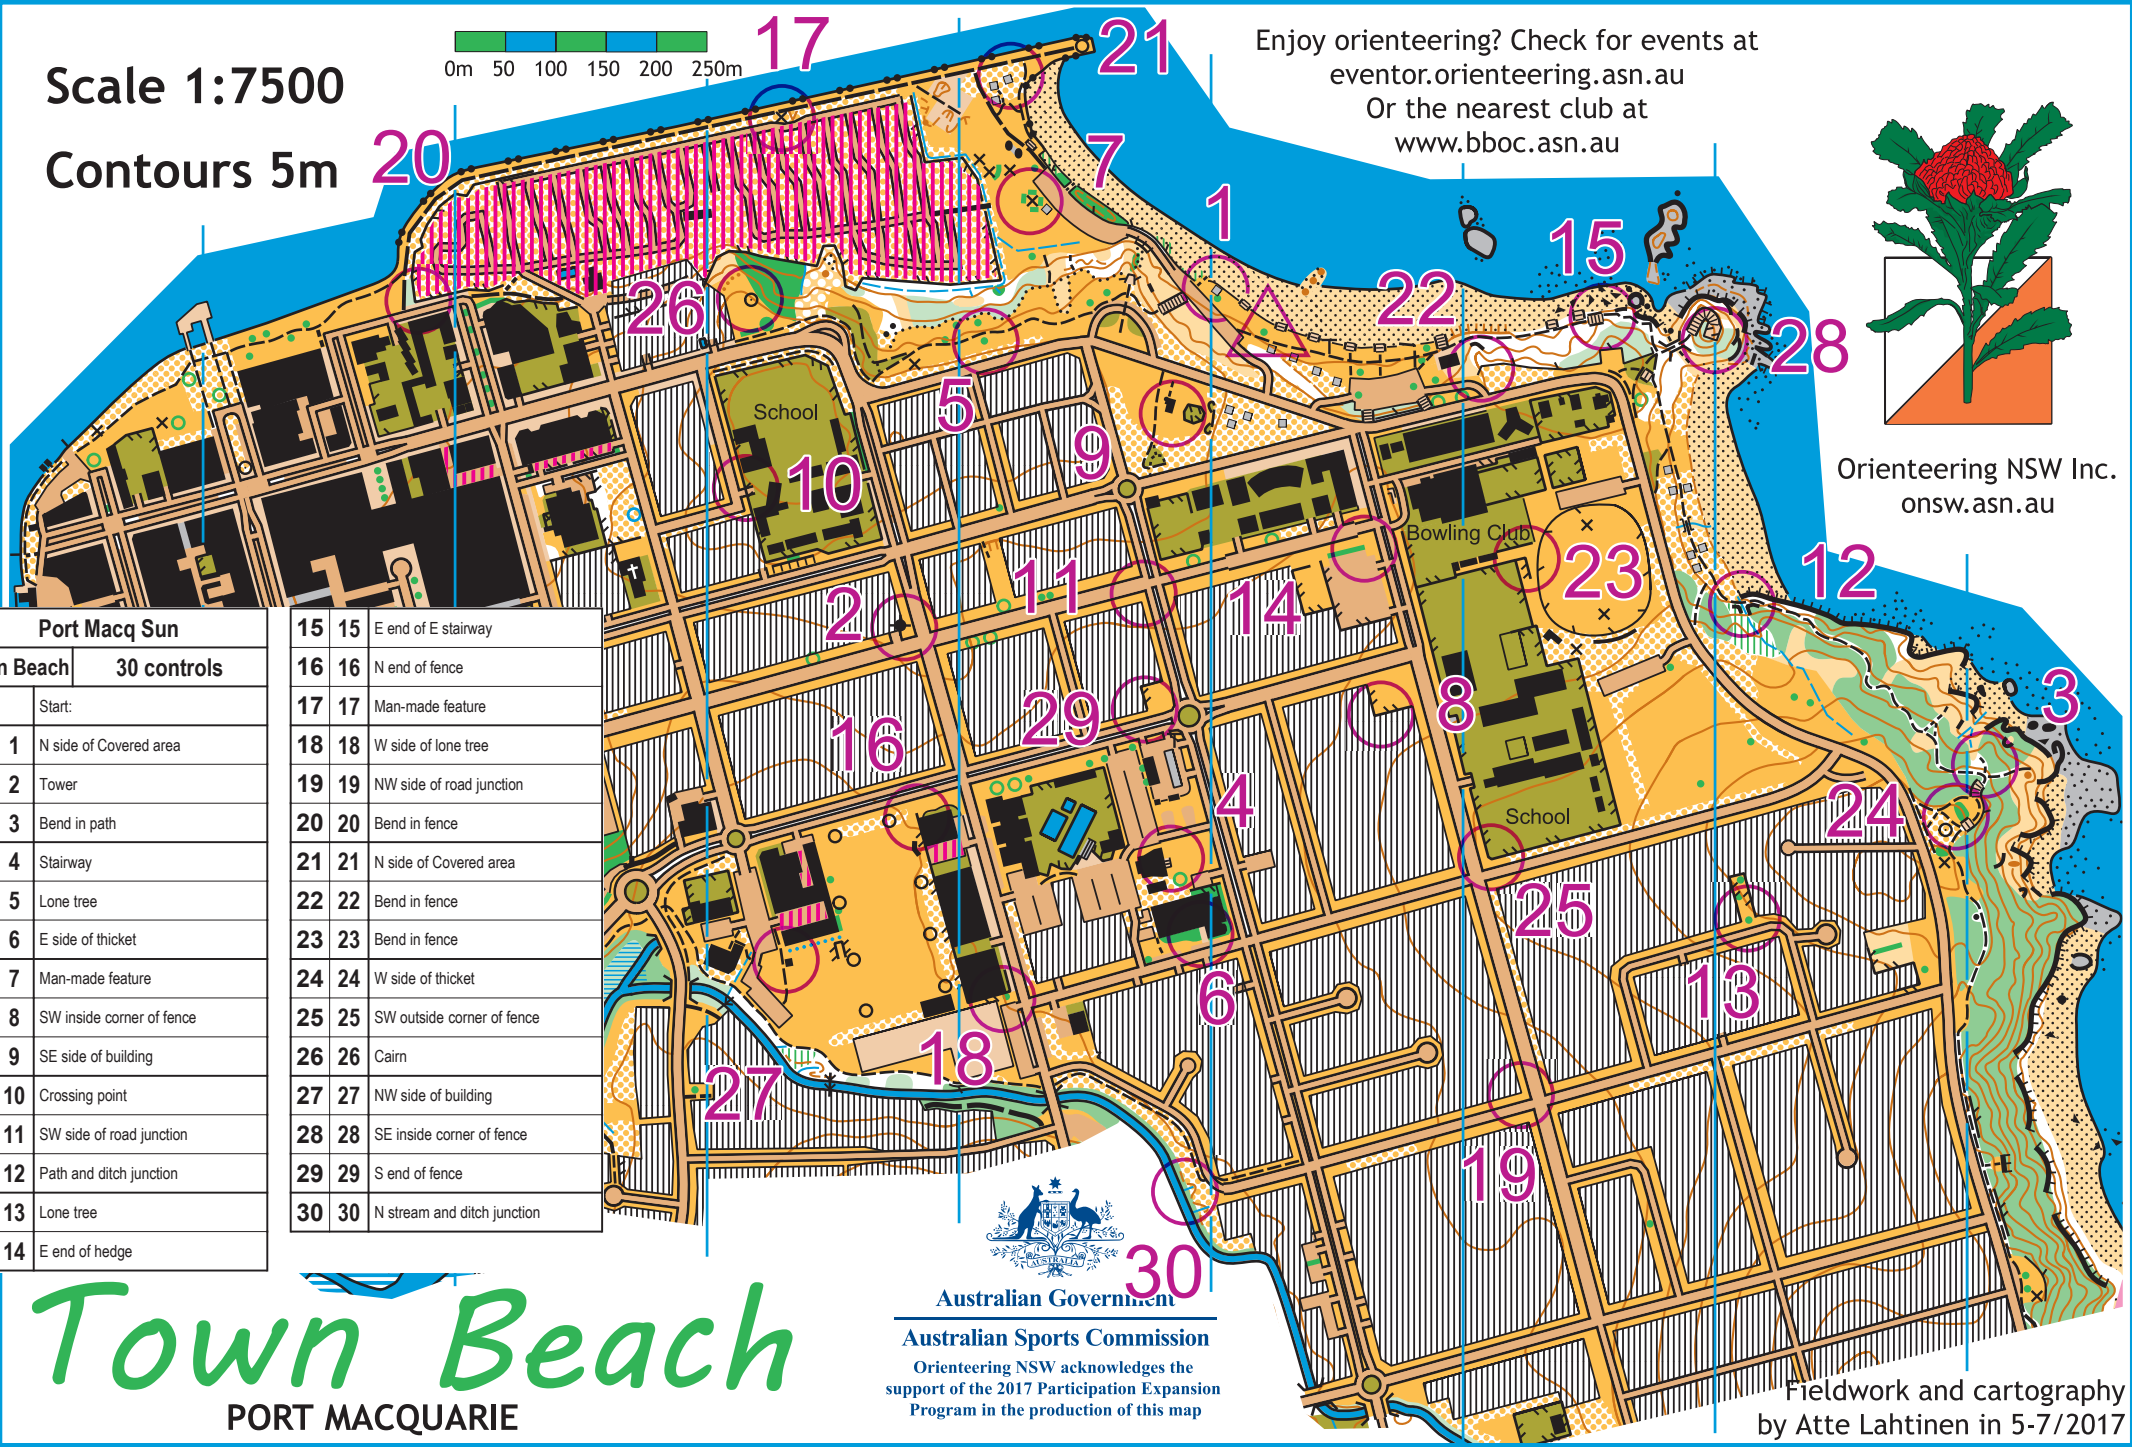 Scale 1:7500
Contours 5m
0m 50 100 150 200 250m
Enjoy orienteering? Check for events at
eventor.orienteering.asn.au
Or the nearest club at
www.bboc.asn.au
Orienteering NSW Inc.
onsw.asn.au
17
21
20
7
1
15
22
28
26
5
9
School
10
Bowling Club
23
12
2
11
14
3
16
29
8
4
24
School
25
6
13
18
27
19
30
Port Macq Sun
n Beach 30 controls
Start:
1 N side of Covered area
2 Tower
3 Bend in path
4 Stairway
5 Lone tree
6 E side of thicket
7 Man-made feature
8 SW inside corner of fence
9 SE side of building
10 Crossing point
11 SW side of road junction
12 Path and ditch junction
13 Lone tree
14 E end of hedge
15 15 E end of E stairway
16 16 N end of fence
17 17 Man-made feature
18 18 W side of lone tree
19 19 NW side of road junction
20 20 Bend in fence
21 21 N side of Covered area
22 22 Bend in fence
23 23 Bend in fence
24 24 W side of thicket
25 25 SW outside corner of fence
26 26 Cairn
27 27 NW side of building
28 28 SE inside corner of fence
29 29 S end of fence
30 30 N stream and ditch junction
Town Beach
PORT MACQUARIE
AUSTRALIA
Australian Government
Australian Sports Commission
Orienteering NSW acknowledges the
support of the 2017 Participation Expansion
Program in the production of this map
Fieldwork and cartography
by Atte Lahtinen in 5-7/2017